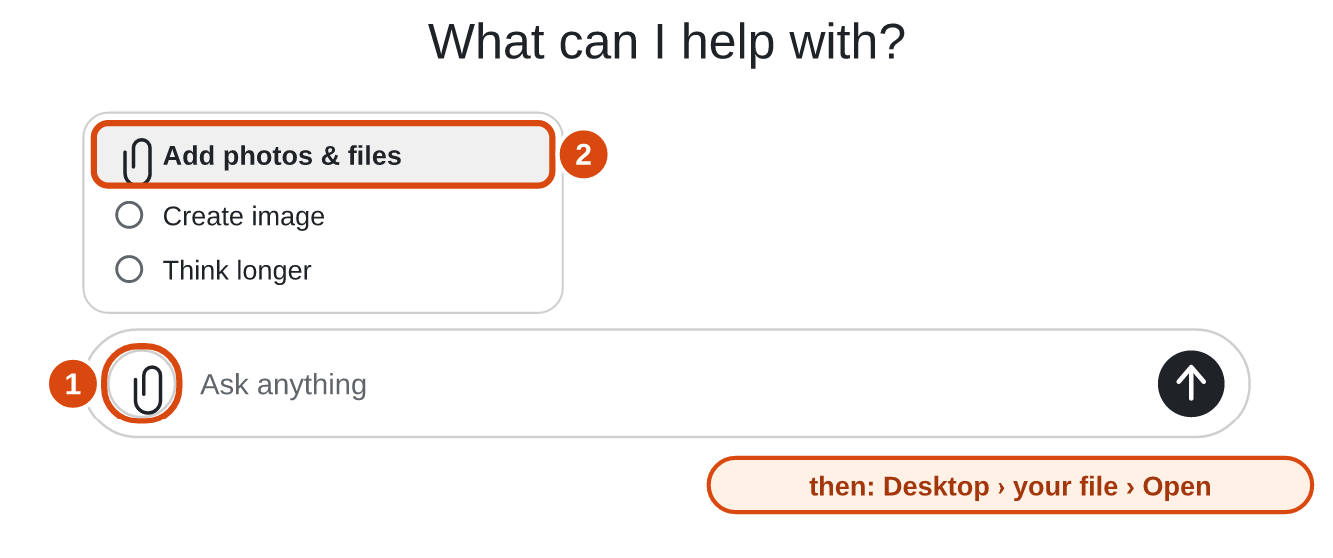 What can I help with?
Add photos & files
2
Create image
Think longer
1
Ask anything
then: Desktop › your file › Open